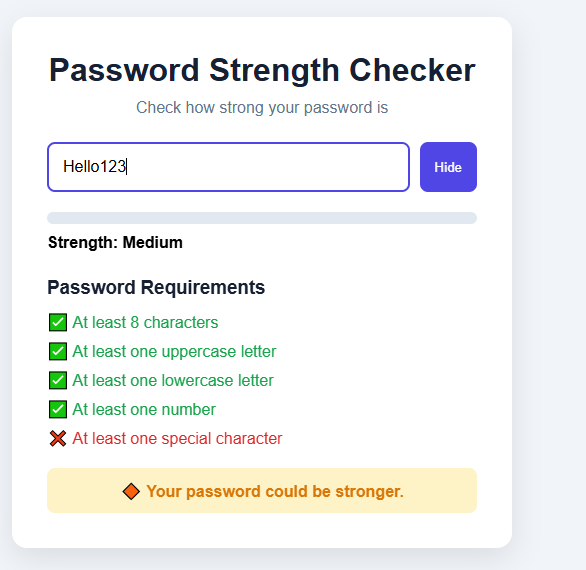 Password Strength Checker
Check how strong your password is
Hello123
Hide
Strength: Medium
Password Requirements
✅ At least 8 characters
✅ At least one uppercase letter
✅ At least one lowercase letter
✅ At least one number
❌ At least one special character
🔶 Your password could be stronger.